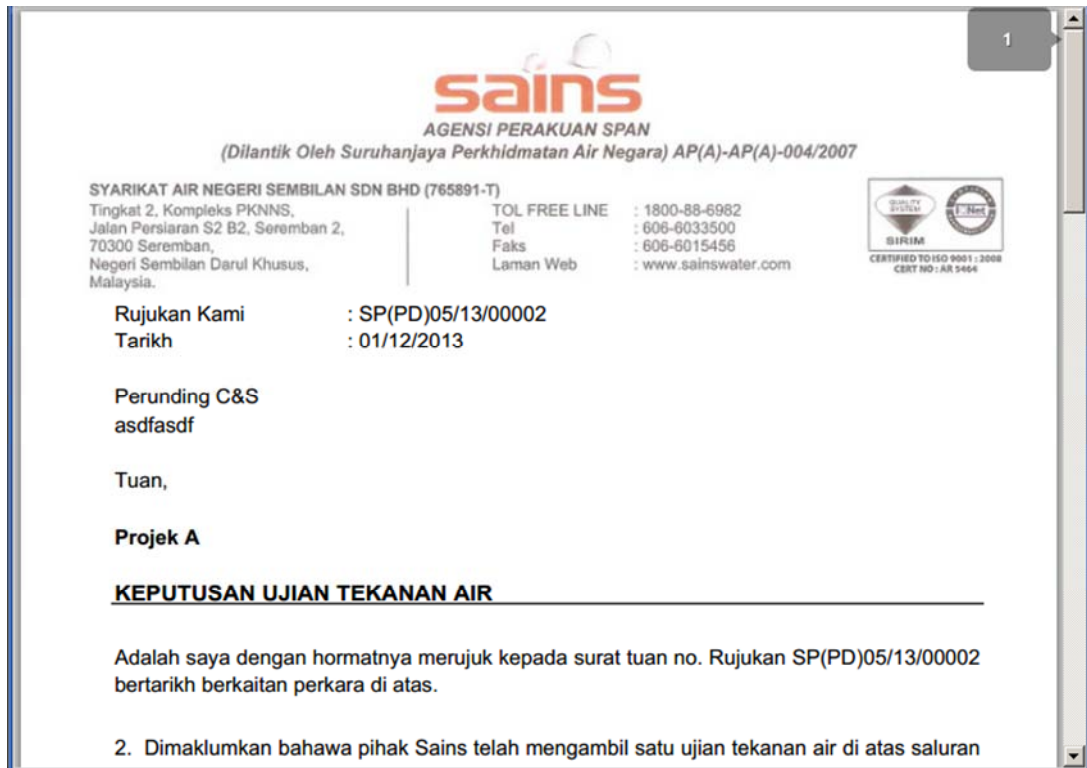 1
sains
AGENSI PERAKUAN SPAN
(Dilantik Oleh Suruhanjaya Perkhidmatan Air Negara) AP(A)-AP(A)-004/2007
SYARIKAT AIR NEGERI SEMBILAN SDN BHD (765891-T)
Tingkat 2, Kompleks PKNNS,
Jalan Persiaran S2 B2, Seremban 2,
70300 Seremban,
Negeri Sembilan Darul Khusus,
Malaysia.
TOL FREE LINE : 1800-88-6982
Tel : 606-6033500
Faks : 606-6015456
Laman Web : www.sainswater.com
QUALITY SYSTEM
SIRIM
IQNet
CERTIFIED TO ISO 9001 : 2008
CERT NO : AR 5464
Rujukan Kami : SP(PD)05/13/00002
Tarikh : 01/12/2013
Perunding C&S
asdfasdf
Tuan,
Projek A
KEPUTUSAN UJIAN TEKANAN AIR
Adalah saya dengan hormatnya merujuk kepada surat tuan no. Rujukan SP(PD)05/13/00002
bertarikh berkaitan perkara di atas.
2. Dimaklumkan bahawa pihak Sains telah mengambil satu ujian tekanan air di atas saluran